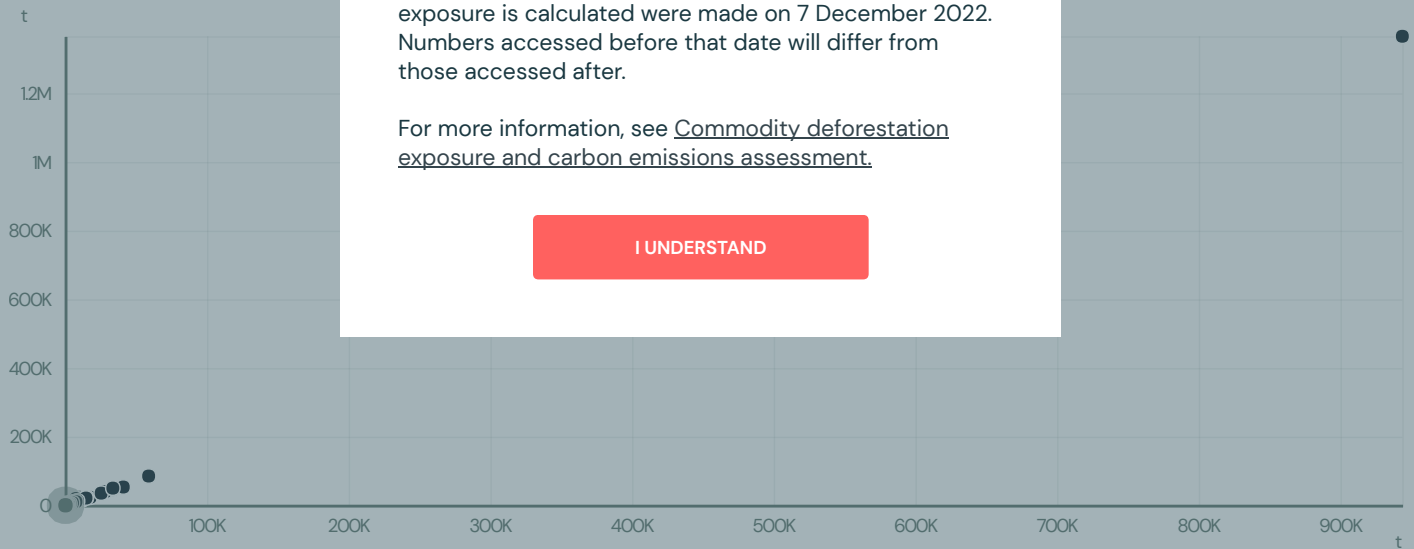 t
exposure is calculated were made on 7 December 2022.
Numbers accessed before that date will differ from
those accessed after.
For more information, see Commodity deforestation
exposure and carbon emissions assessment.
I UNDERSTAND
1.2M
1M
800K
600K
400K
200K
0
100K
200K
300K
400K
500K
600K
700K
800K
900K
t